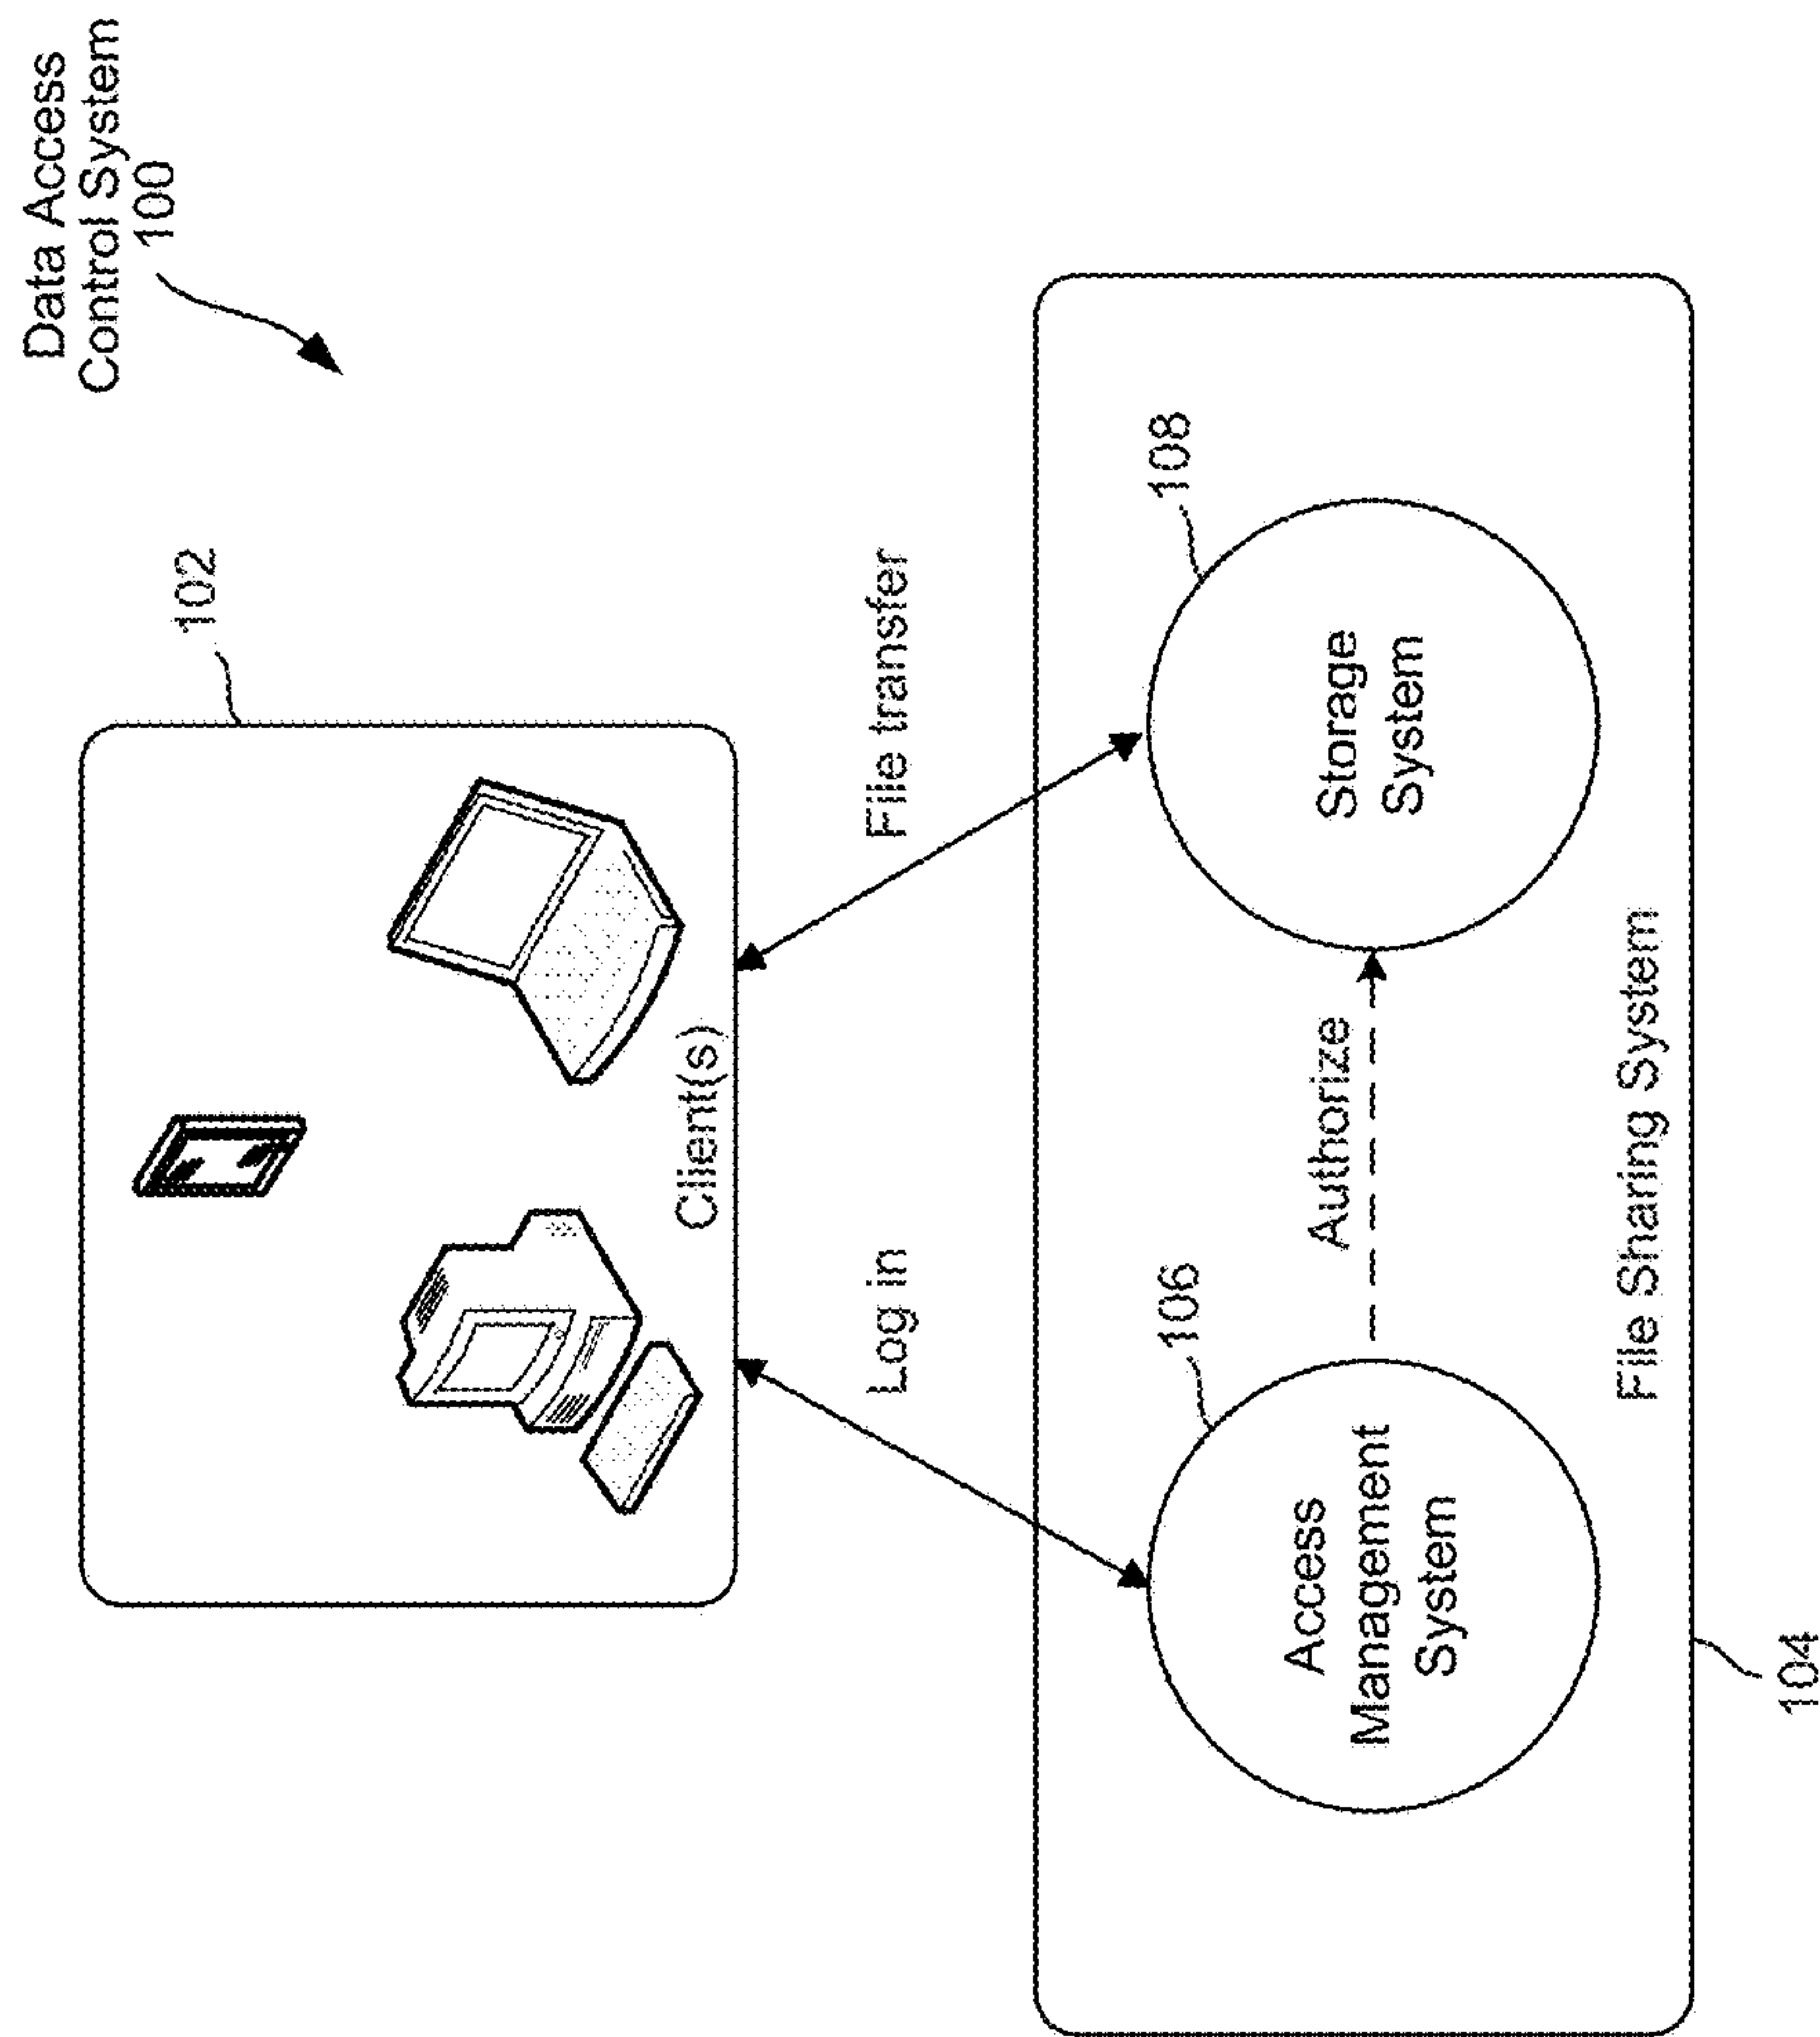 Data Access
Control System
100
102
Client(s)
Log in
File transfer
106
108
Access
Management
System
Authorize
Storage
System
File Sharing System
104